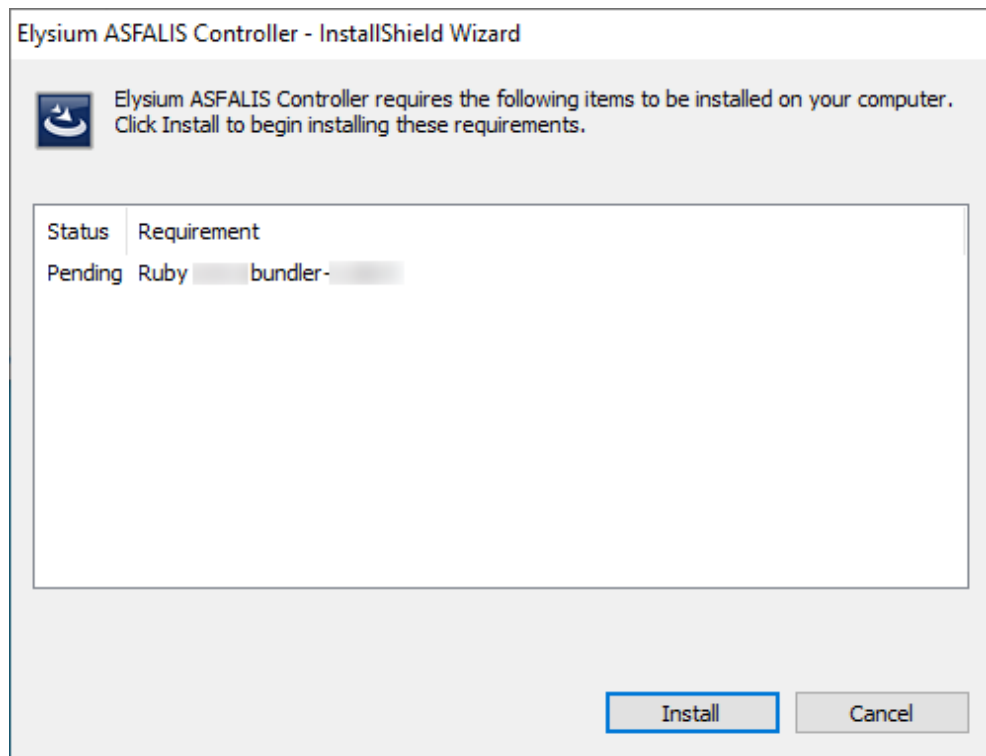 Elysium ASFALIS Controller - InstallShield Wizard
Elysium ASFALIS Controller requires the following items to be installed on your computer.
Click Install to begin installing these requirements.
Status Requirement
Pending Ruby bundler-
Install Cancel